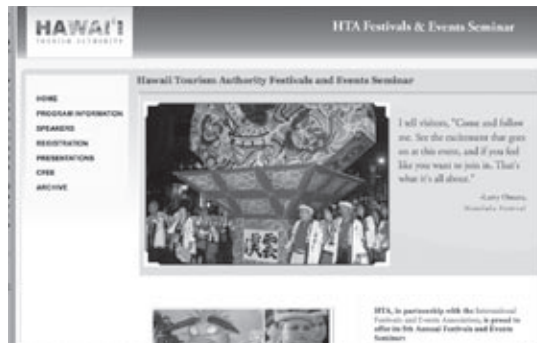 HAWAI'I
TOURISM AUTHORITY
HTA Festivals & Events Seminar
Hawaii Tourism Authority Festivals and Events Seminar
HOME
PROGRAM INFORMATION
SPEAKERS
REGISTRATION
PRESENTATIONS
CFEE
ARCHIVE
I tell visitors, "Come and follow
me. See the excitement that goes
on at this event, and if you feel
like you want to join in. That's
what it's all about."
Honolulu Festival
HTA, in partnership with the International
Festivals and Events Association, is proud to
offer its 5th Annual Festivals and Events
Seminar: